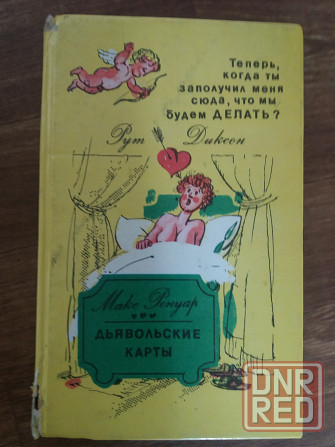 Теперь,
когда ты
заполучил меня
сюда, что мы
будем ДЕЛАТЬ?
Рут Диксон
Макс Ренуар
ДЬЯВОЛЬСКИЕ
КАРТЫ
DNR
RED